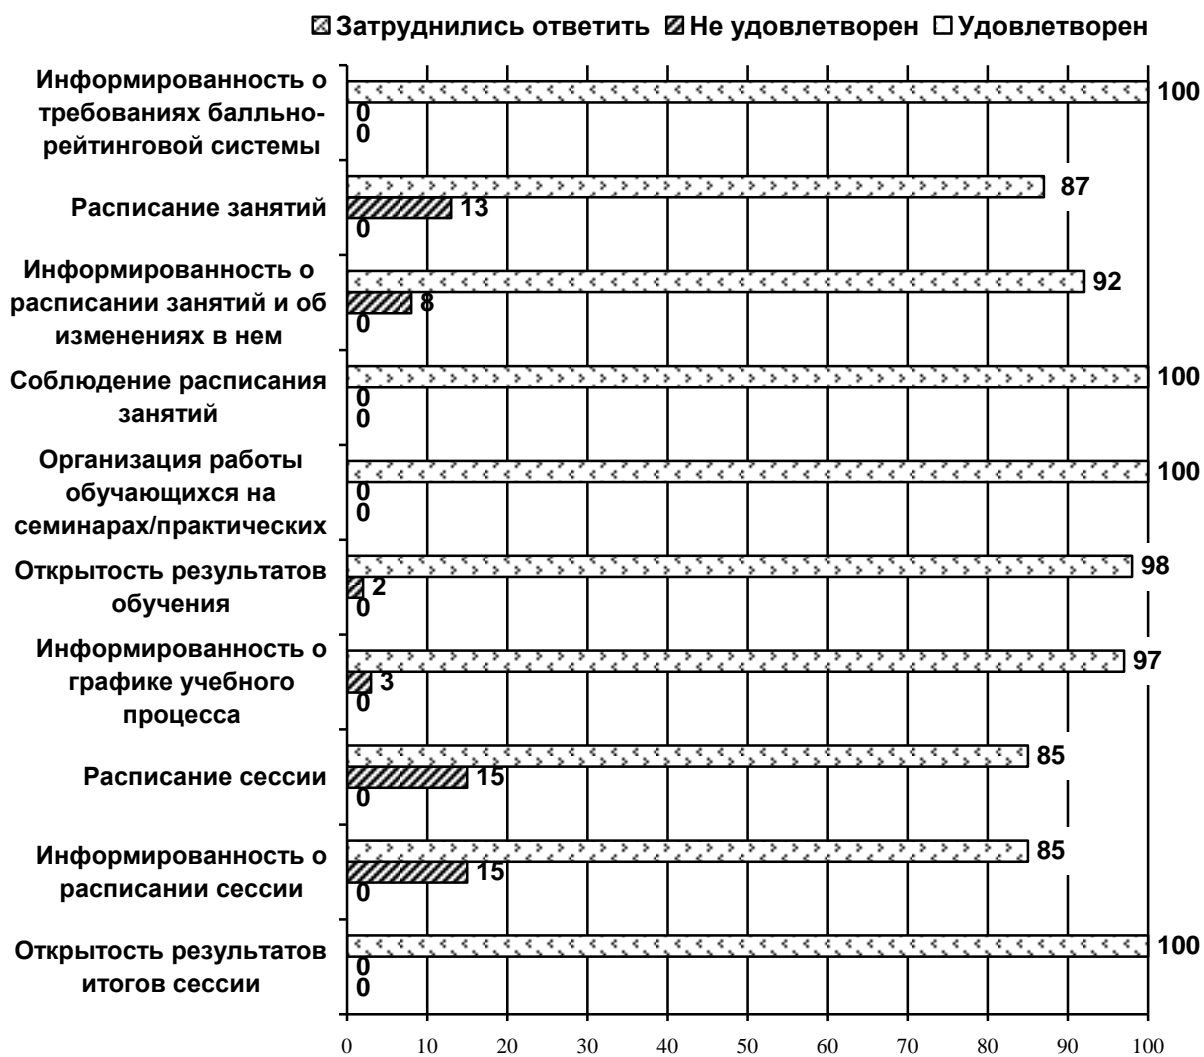 Затруднились ответить Не удовлетворен Удовлетворен
Информированность о
требованиях балльно-
рейтинговой системы
100
0
0
Расписание занятий
87
13
0
Информированность о
расписании занятий и об
изменениях в нем
92
8
0
Соблюдение расписания
занятий
100
0
0
Организация работы
обучающихся на
семинарах/практических
100
0
0
Открытость результатов
обучения
98
2
0
Информированность о
графике учебного
процесса
97
3
0
Расписание сессии
85
15
0
Информированность о
расписании сессии
85
15
0
Открытость результатов
итогов сессии
100
0
0
0 10 20 30 40 50 60 70 80 90 100